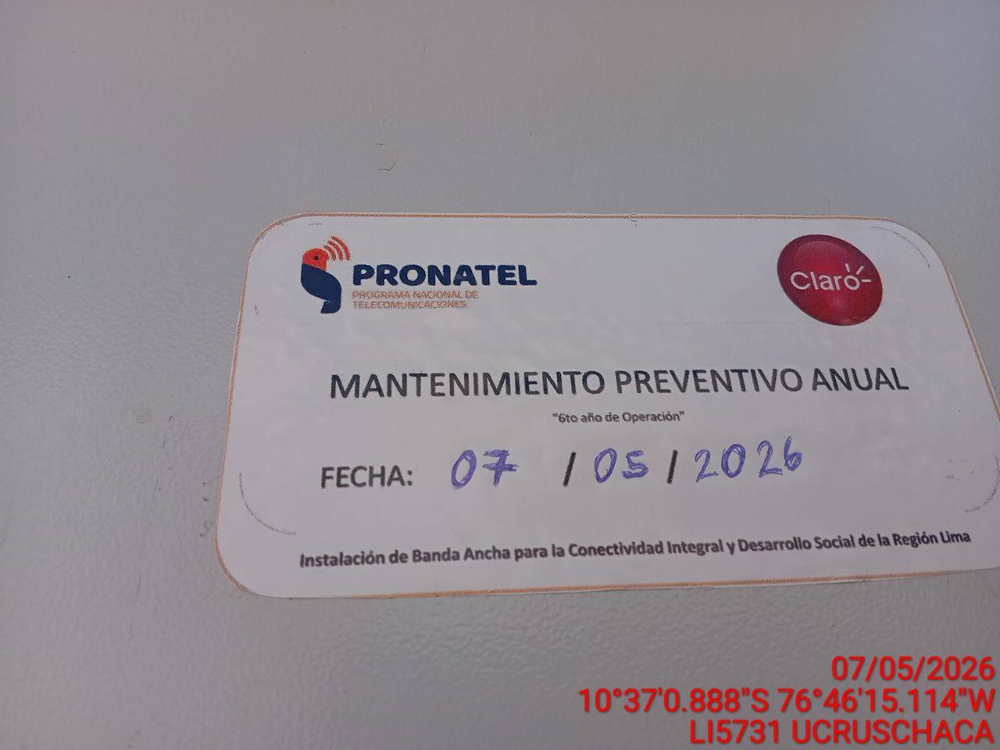 PRONATEL
PROGRAMA NACIONAL DE
TELECOMUNICACIONES
Claro
MANTENIMIENTO PREVENTIVO ANUAL
"6to año de Operación"
FECHA: 07 / 05 / 2026
Instalación de Banda Ancha para la Conectividad Integral y Desarrollo Social de la Región Lima
07/05/2026
10°37'0.888"S 76°46'15.114"W
LI5731 UCRUSCHACA